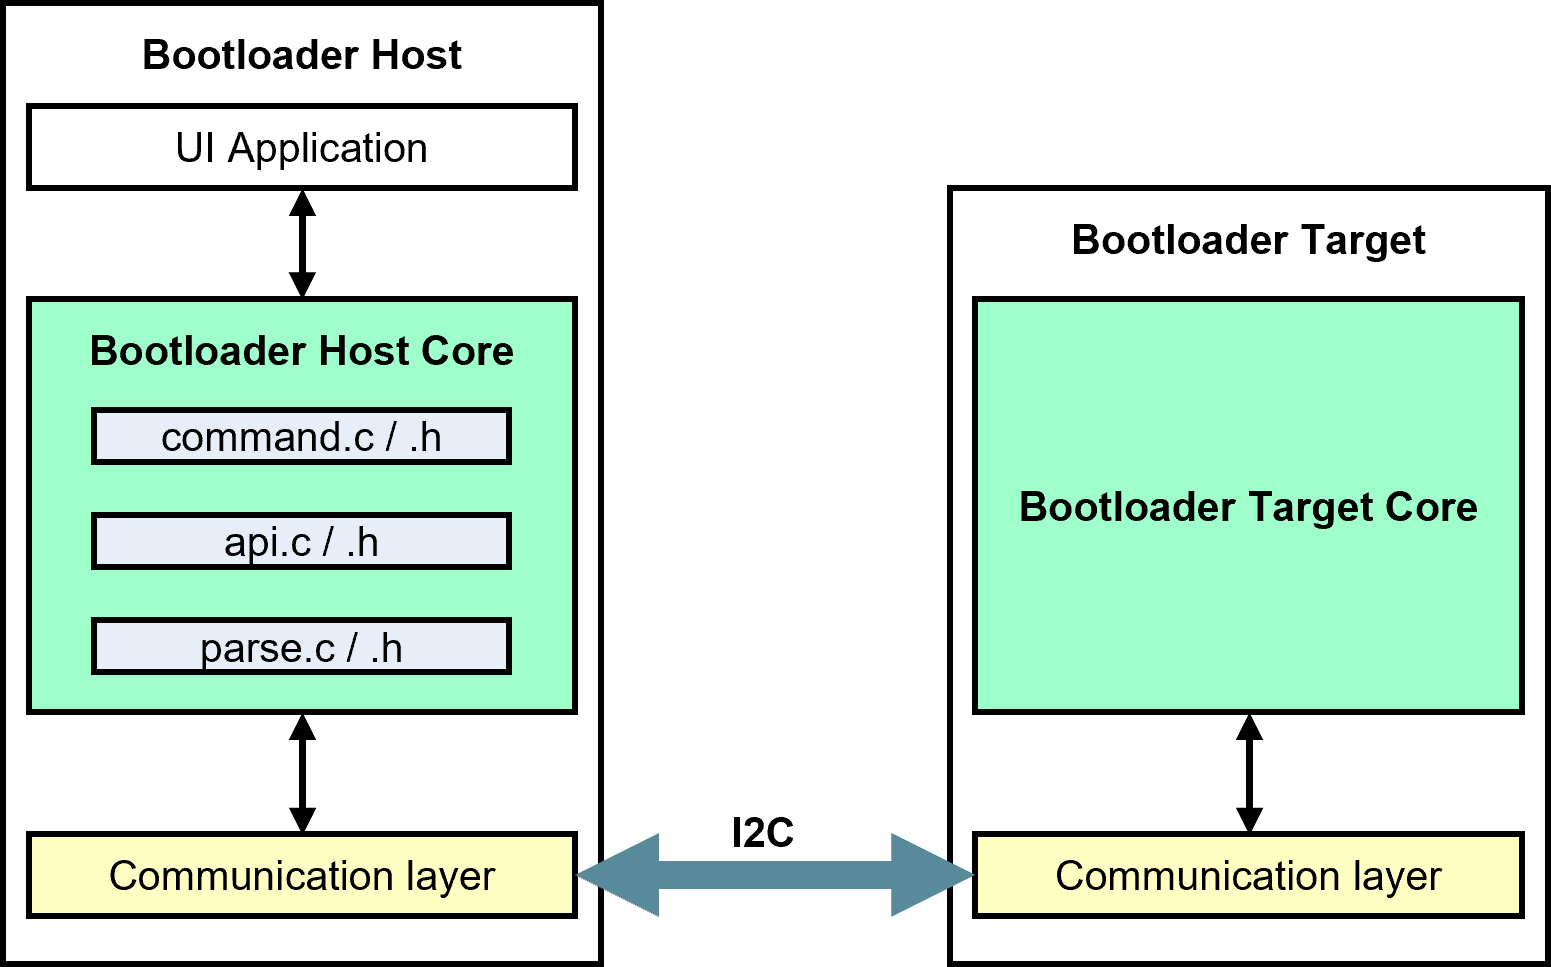 Bootloader Host
UI Application
Bootloader Host Core
command.c / .h
api.c / .h
parse.c / .h
Communication layer
I2C
Bootloader Target
Bootloader Target Core
Communication layer